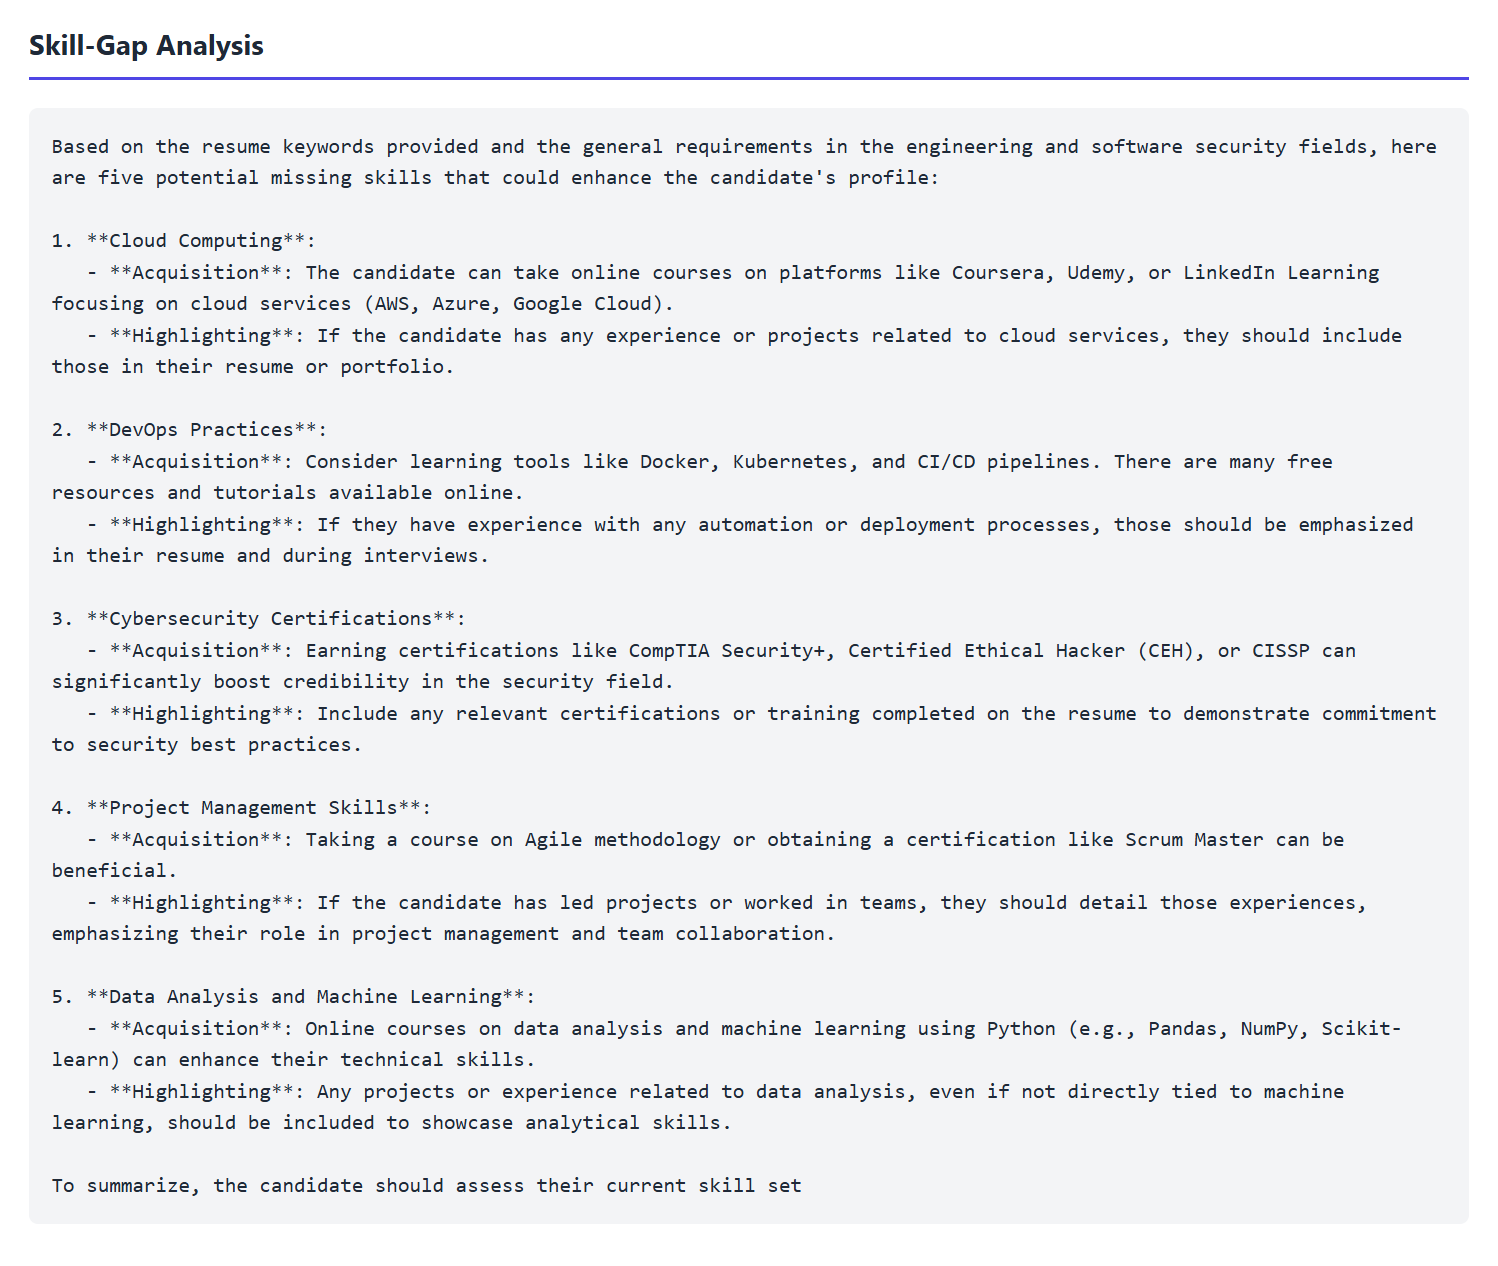 Skill-Gap Analysis
Based on the resume keywords provided and the general requirements in the engineering and software security fields, here
are five potential missing skills that could enhance the candidate's profile:
1. **Cloud Computing**:
- **Acquisition**: The candidate can take online courses on platforms like Coursera, Udemy, or LinkedIn Learning
focusing on cloud services (AWS, Azure, Google Cloud).
- **Highlighting**: If the candidate has any experience or projects related to cloud services, they should include
those in their resume or portfolio.
2. **DevOps Practices**:
- **Acquisition**: Consider learning tools like Docker, Kubernetes, and CI/CD pipelines. There are many free
resources and tutorials available online.
- **Highlighting**: If they have experience with any automation or deployment processes, those should be emphasized
in their resume and during interviews.
3. **Cybersecurity Certifications**:
- **Acquisition**: Earning certifications like CompTIA Security+, Certified Ethical Hacker (CEH), or CISSP can
significantly boost credibility in the security field.
- **Highlighting**: Include any relevant certifications or training completed on the resume to demonstrate commitment
to security best practices.
4. **Project Management Skills**:
- **Acquisition**: Taking a course on Agile methodology or obtaining a certification like Scrum Master can be
beneficial.
- **Highlighting**: If the candidate has led projects or worked in teams, they should detail those experiences,
emphasizing their role in project management and team collaboration.
5. **Data Analysis and Machine Learning**:
- **Acquisition**: Online courses on data analysis and machine learning using Python (e.g., Pandas, NumPy, Scikit-
learn) can enhance their technical skills.
- **Highlighting**: Any projects or experience related to data analysis, even if not directly tied to machine
learning, should be included to showcase analytical skills.
To summarize, the candidate should assess their current skill set